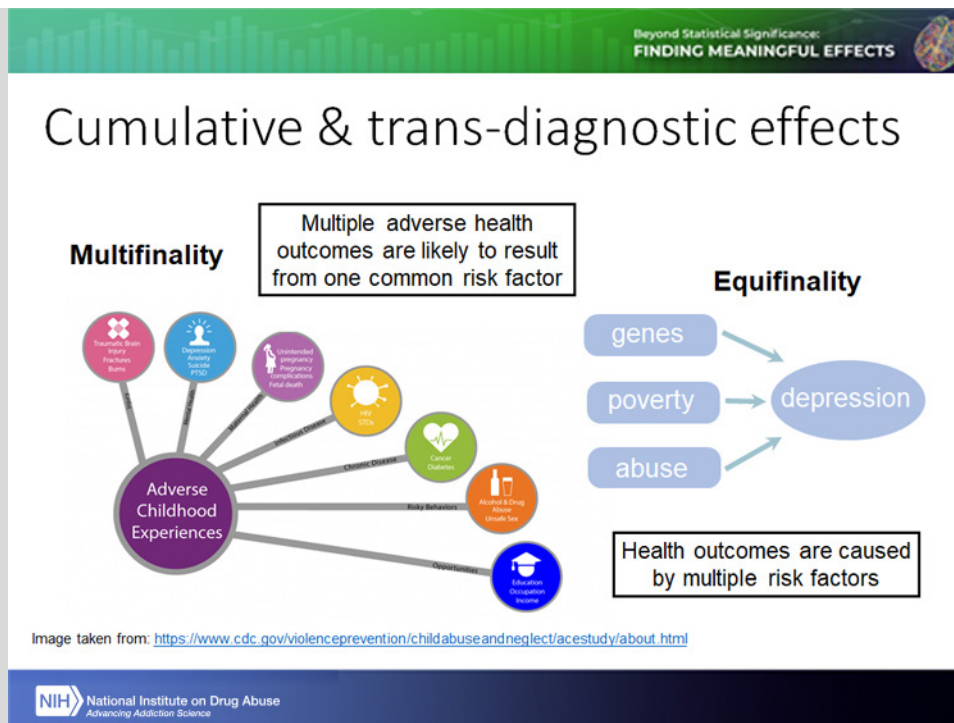 Beyond Statistical Significance:
FINDING MEANINGFUL EFFECTS
Cumulative & trans-diagnostic effects
Multifinality
Multiple adverse health
outcomes are likely to result
from one common risk factor
Traumatic Brain
Injury
Fractures
Burns
Depression
Anxiety
Suicide
PTSD
Unintended
pregnancy
Pregnancy
complications
Fetal death
HIV
STDs
Cancer
Diabetes
Alcohol & Drug
Abuse
Unsafe Sex
Education
Occupation
Income
Injury
Mental Health
Maternal Health
Infectious Disease
Chronic Disease
Risky Behaviors
Opportunities
Adverse
Childhood
Experiences
Equifinality
genes
poverty
abuse
depression
Health outcomes are caused
by multiple risk factors
Image taken from: https://www.cdc.gov/violenceprevention/childabuseandneglect/acestudy/about.html
NIH National Institute on Drug Abuse
Advancing Addiction Science